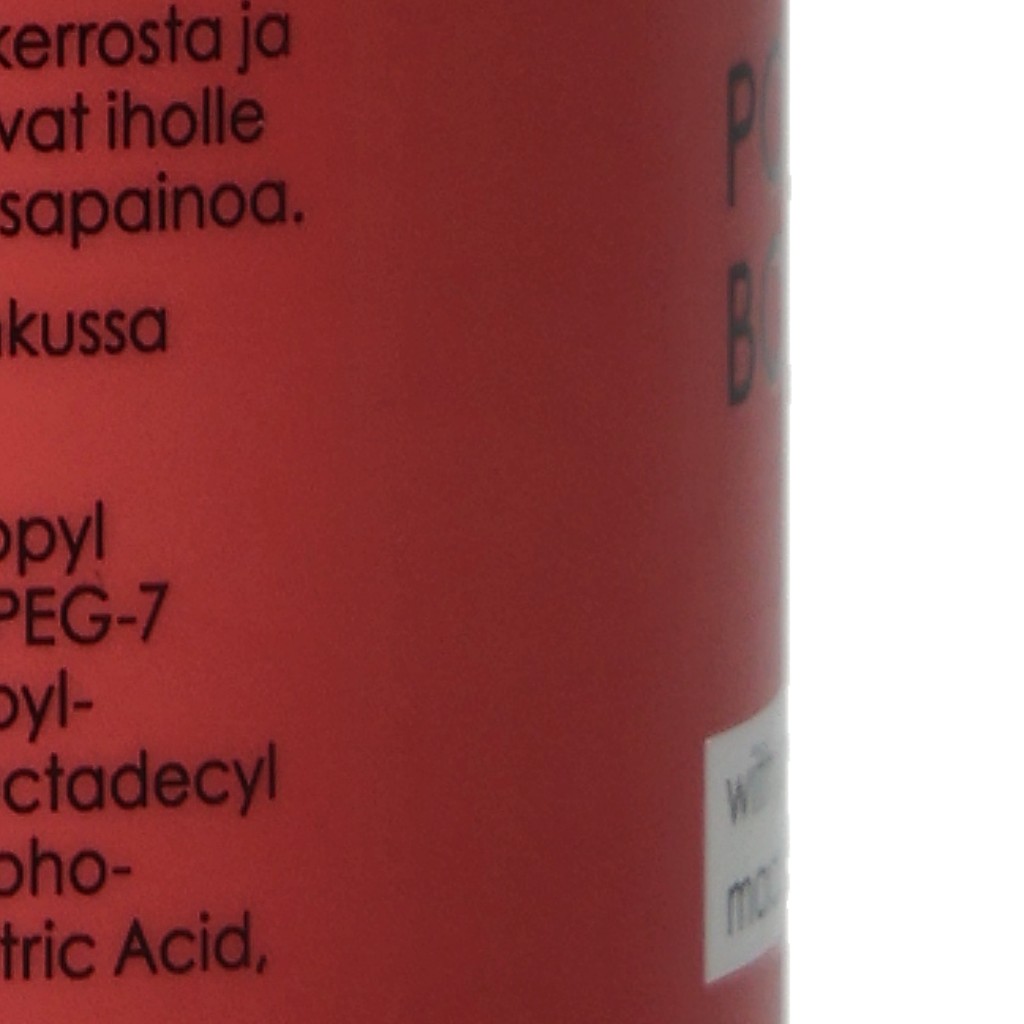 kerrosta ja
vat iholle
sapainoa.
kussa
opyl
PEG-7
pyl-
ctadecyl
pho-
tric Acid,